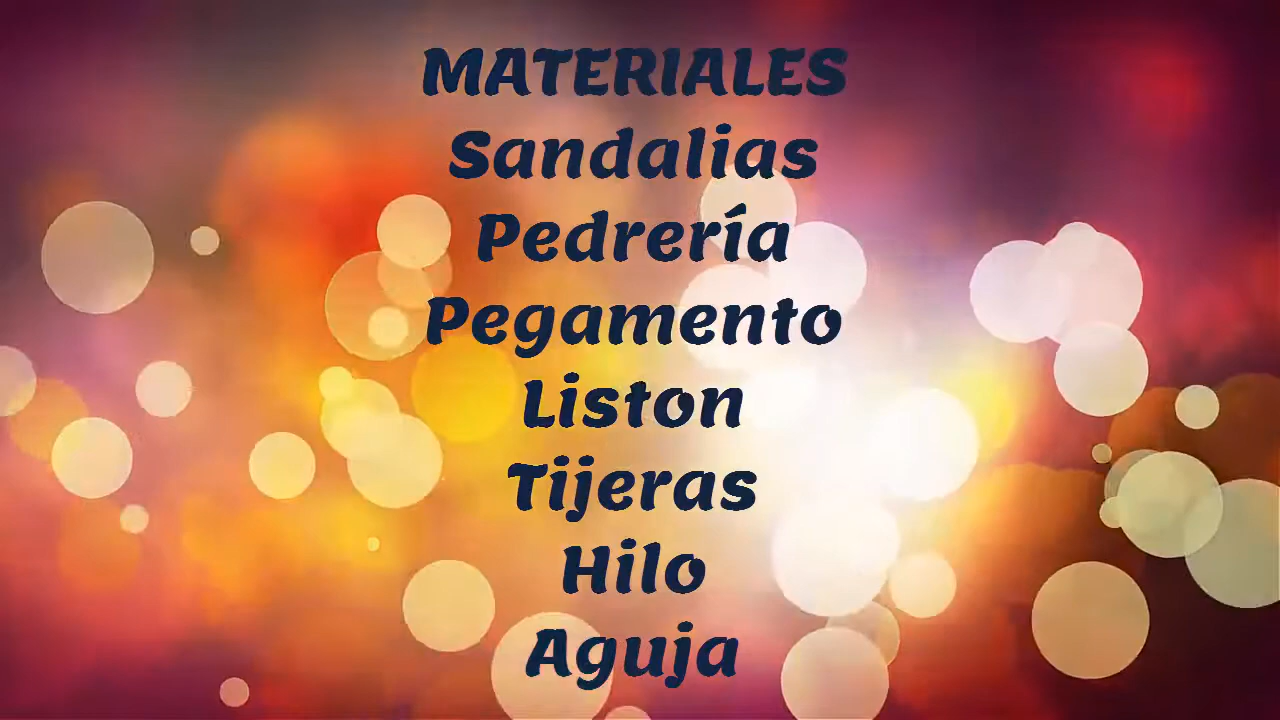 MATERIALES
Sandalias
Pedrería
Pegamento
Liston
Tijeras
Hilo
Aguja